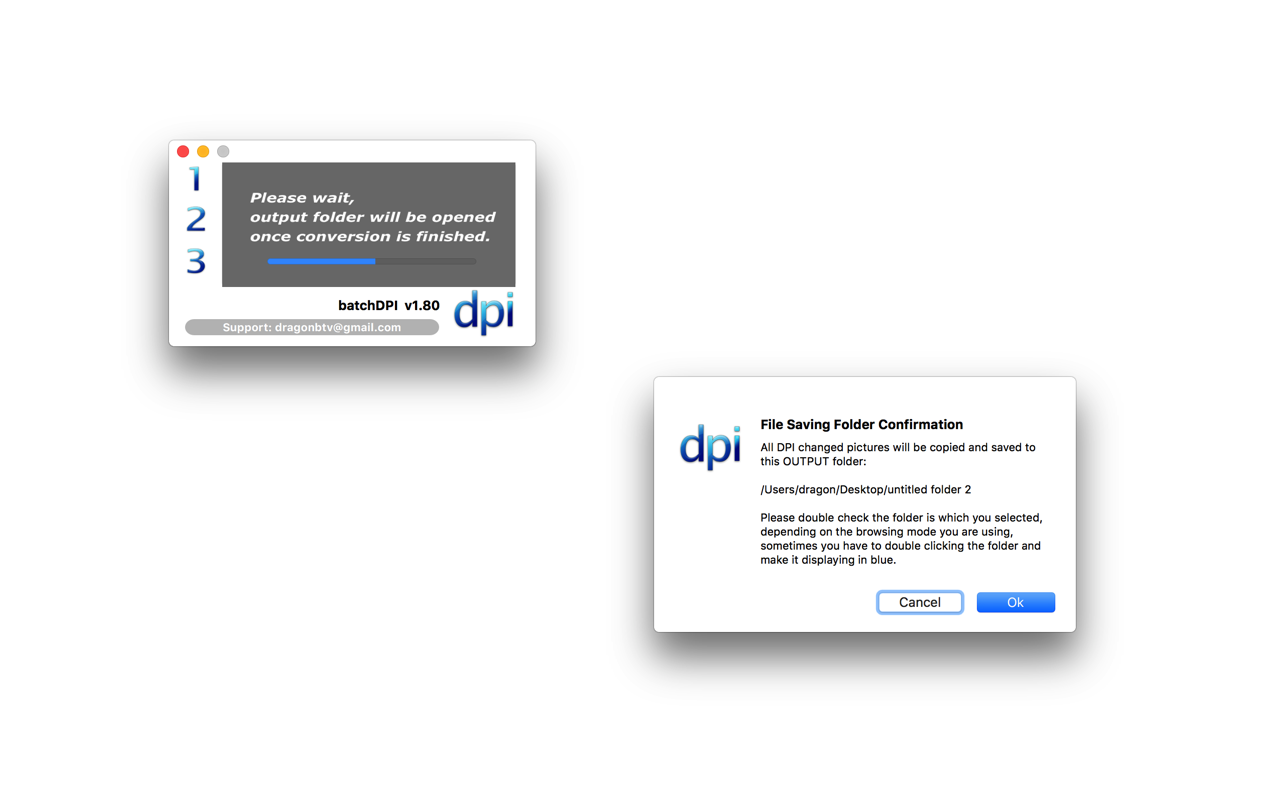 1
2
3
Please wait,
output folder will be opened
once conversion is finished.
batchDPI v1.80
dpi
Support: dragonbtv@gmail.com
dpi
File Saving Folder Confirmation
All DPI changed pictures will be copied and saved to
this OUTPUT folder:
/Users/dragon/Desktop/untitled folder 2
Please double check the folder is which you selected,
depending on the browsing mode you are using,
sometimes you have to double clicking the folder and
make it displaying in blue.
Cancel
Ok